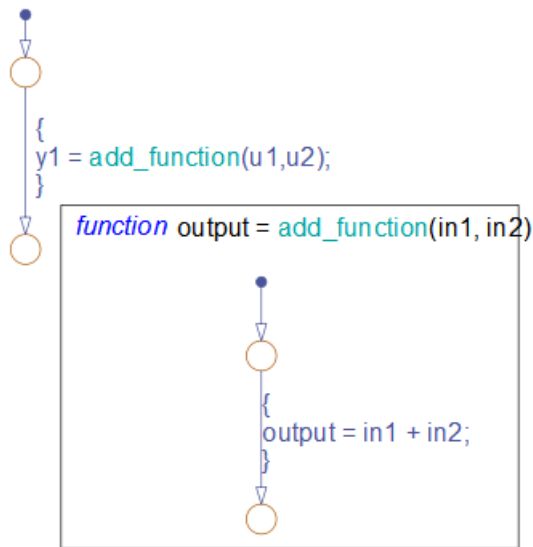 {
y1 = add_function(u1,u2);
}
function output = add_function(in1, in2)
{
output = in1 + in2;
}